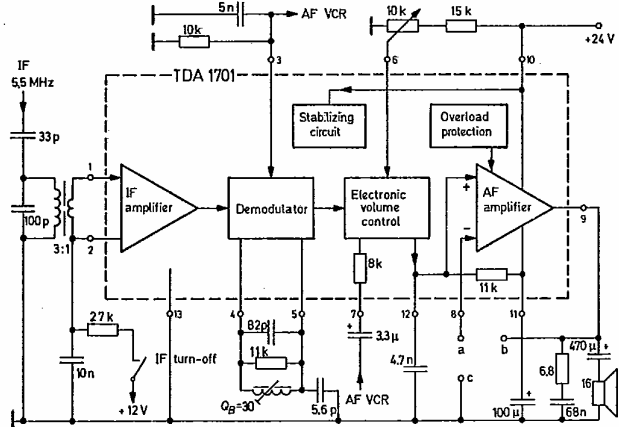 5n
AF VCR
10k
10k
15k
+24 V
3
6
10
IF
5,5 MHz
TDA 1701
33p
Stabilizing
circuit
Overload
protection
1
IF
amplifier
Demodulator
Electronic
volume
control
+
AF
amplifier
-
9
100p
3:1
2
8k
11k
27k
13
4
5
7
12
8
11
IF turn-off
82p
11k
+
3,3µ
4.7n
a
b
470µ
+
10n
+12V
QB=30
5,6p
AF VCR
c
100µ
+
6,8
68n
16